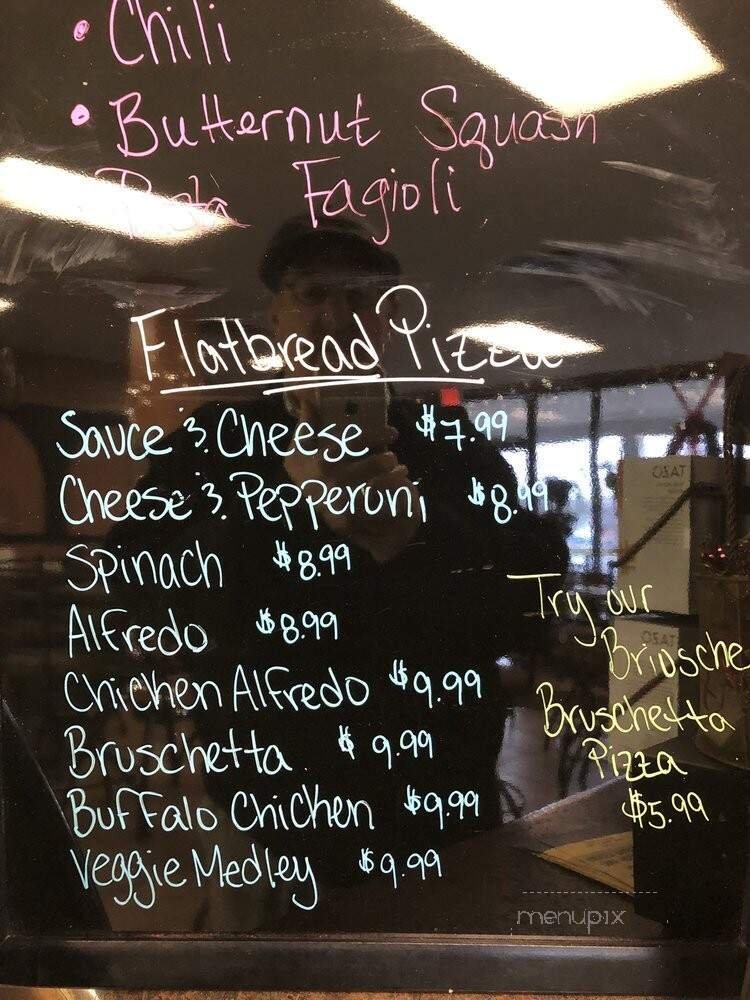 • Chili
• Butternut Squash
Pasta Fagioli
Flatbread Pizza
Sauce & Cheese $7.99
Cheese & Pepperoni $8.99
Spinach $8.99
Alfredo $8.99
Chichen Alfredo $9.99
Bruschetta $9.99
Buffalo Chichen $9.99
Veggie Medley $9.99
Try our
Briosche
Bruschetta
Pizza
$5.99
menupix